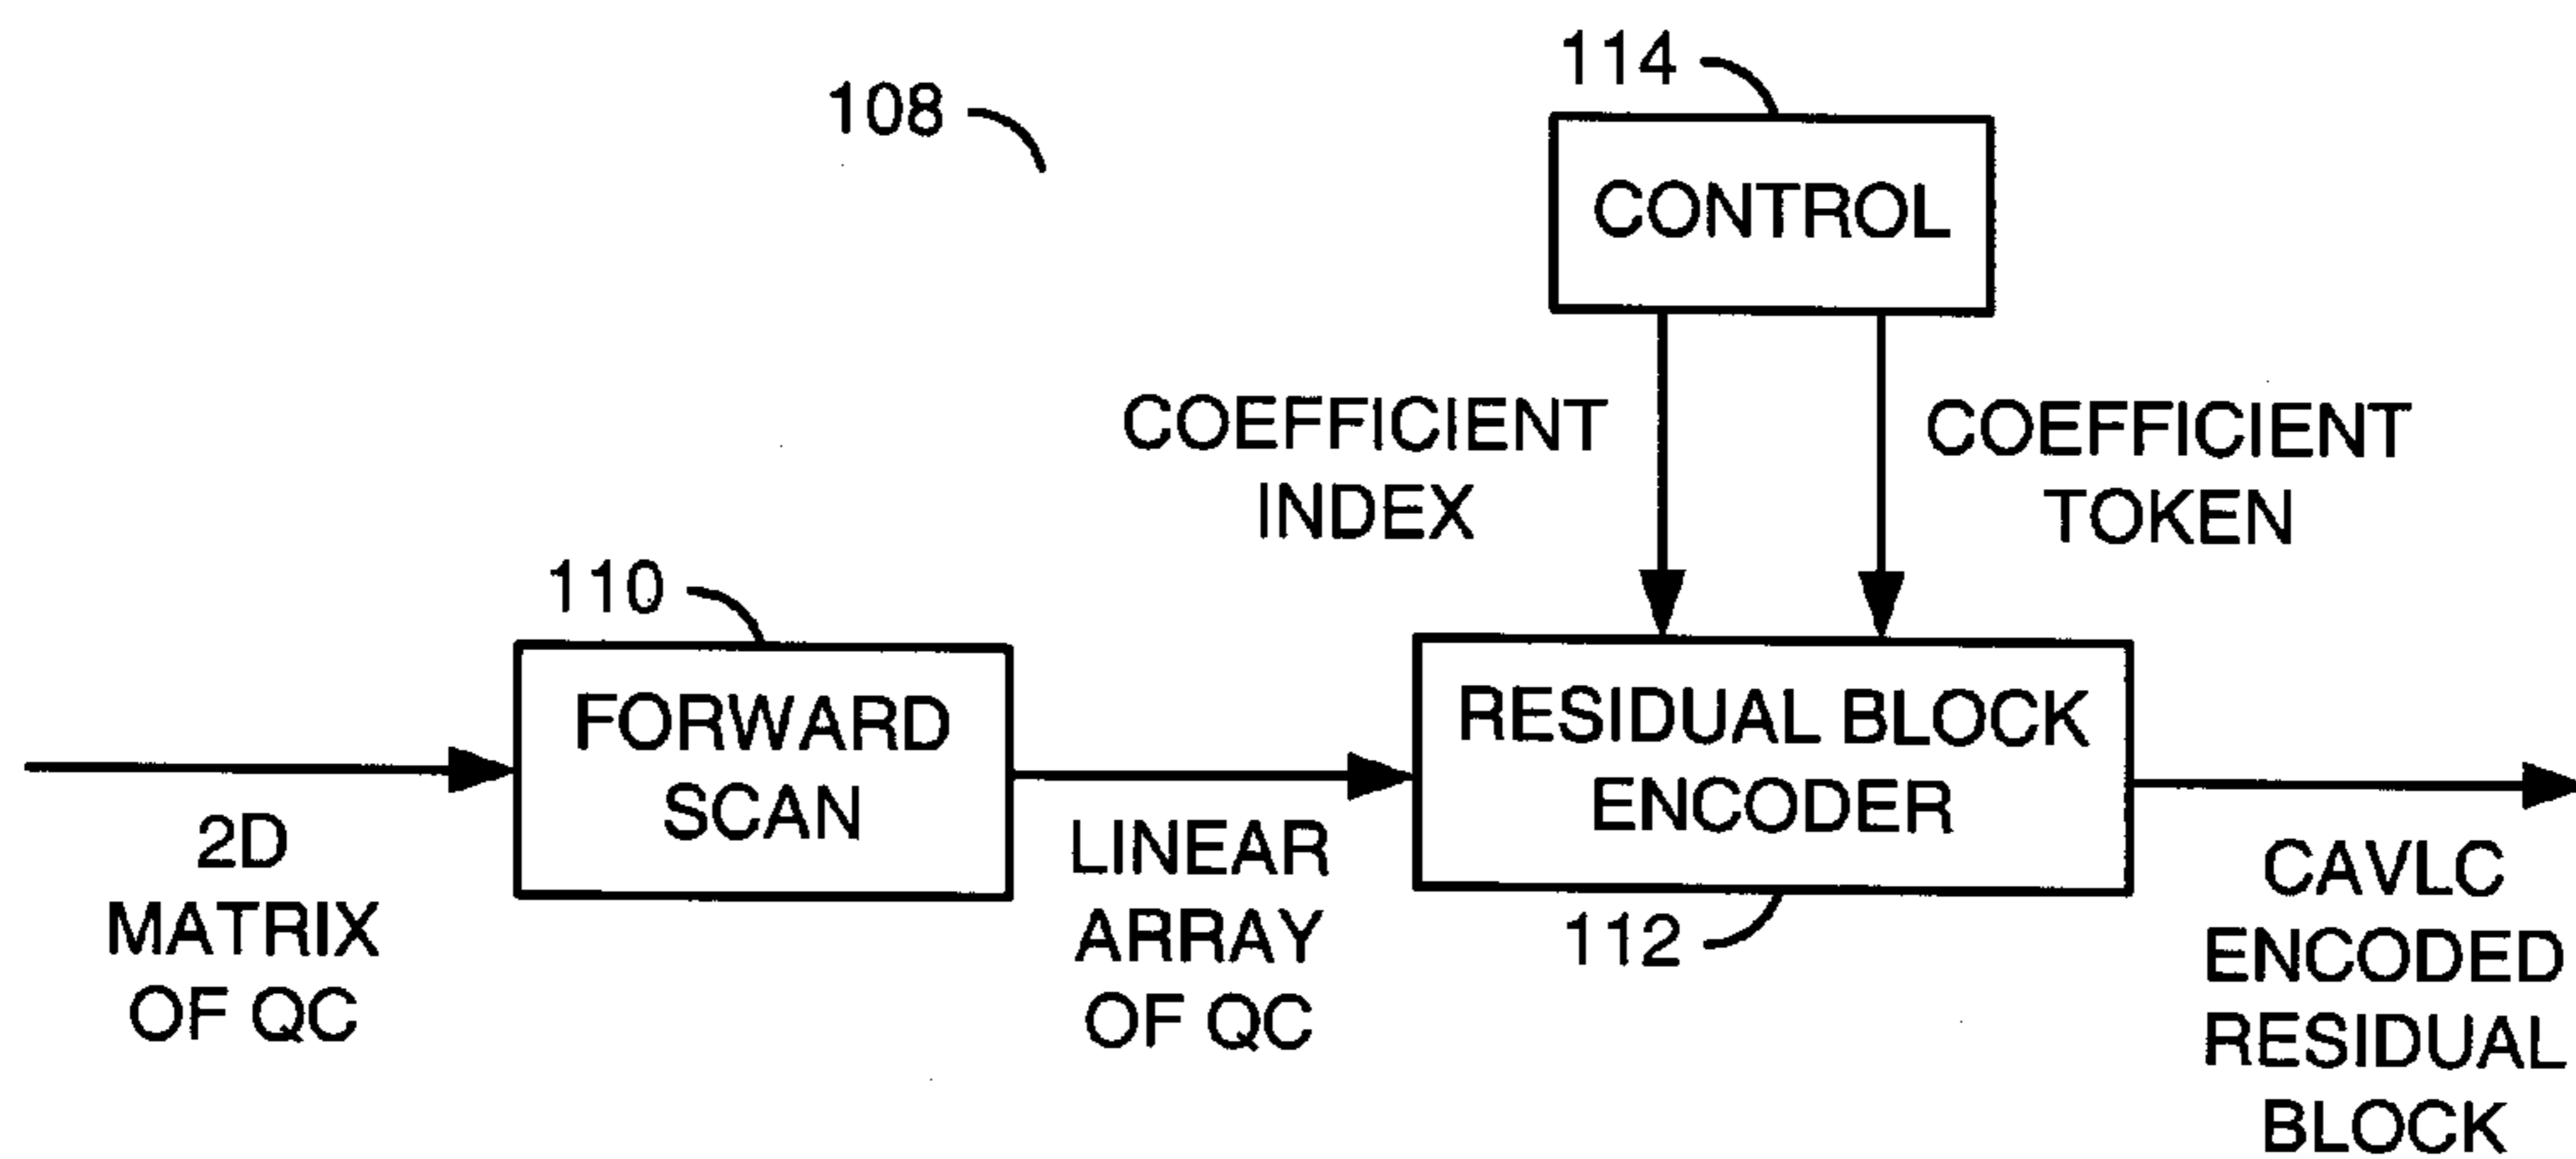 114
108
CONTROL
COEFFICIENT
INDEX
COEFFICIENT
TOKEN
110
FORWARD
SCAN
RESIDUAL BLOCK
ENCODER
2D
MATRIX
OF QC
LINEAR
ARRAY
OF QC
112
CAVLC
ENCODED
RESIDUAL
BLOCK